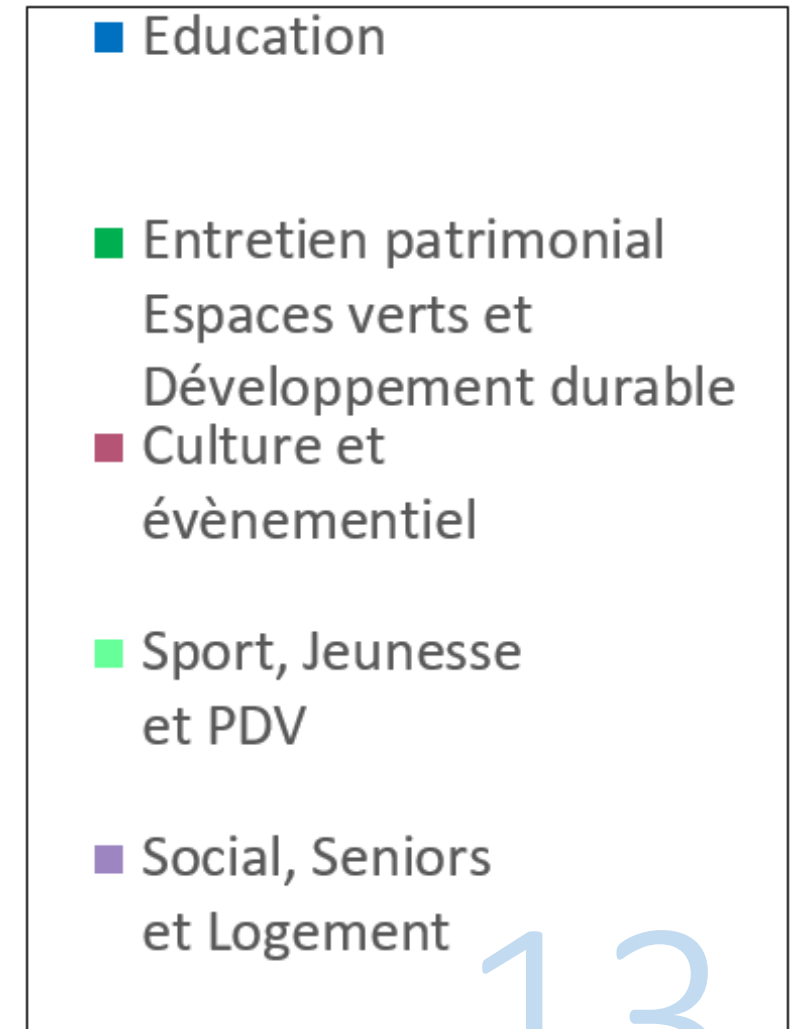 Education
Entretien patrimonial
Espaces verts et
Développement durable
Culture et
évènementiel
Sport, Jeunesse
et PDV
Social, Seniors
et Logement
13